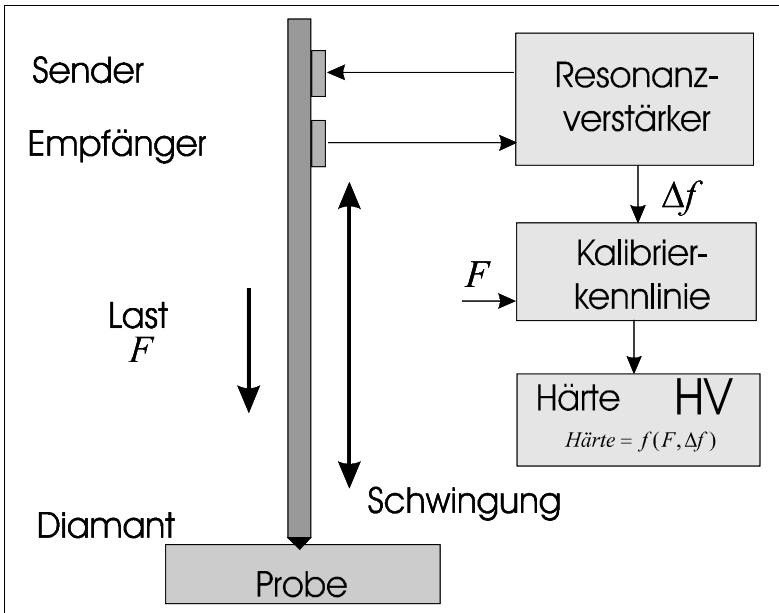 Sender
Empfänger
Last
F
Diamant
Probe
Schwingung
Resonanz-
verstärker
Δf
F
Kalibrier-
kennlinie
Härte HV
Härte = f(F,Δf)